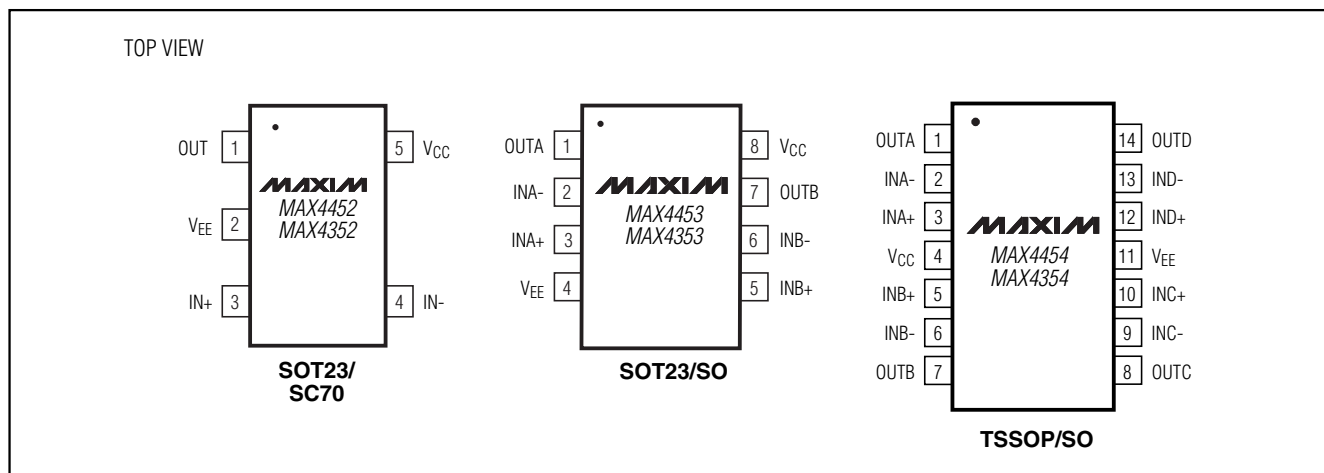 TOP VIEW
OUT 1
5 VCC
VEE 2
IN+ 3
4 IN-
MAXIM
MAX4452
MAX4352
SOT23/
SC70
OUTA 1
8 VCC
INA- 2
7 OUTB
INA+ 3
6 INB-
VEE 4
5 INB+
MAXIM
MAX4453
MAX4353
SOT23/SO
OUTA 1
14 OUTD
INA- 2
13 IND-
INA+ 3
12 IND+
VCC 4
11 VEE
INB+ 5
10 INC+
INB- 6
9 INC-
OUTB 7
8 OUTC
MAXIM
MAX4454
MAX4354
TSSOP/SO